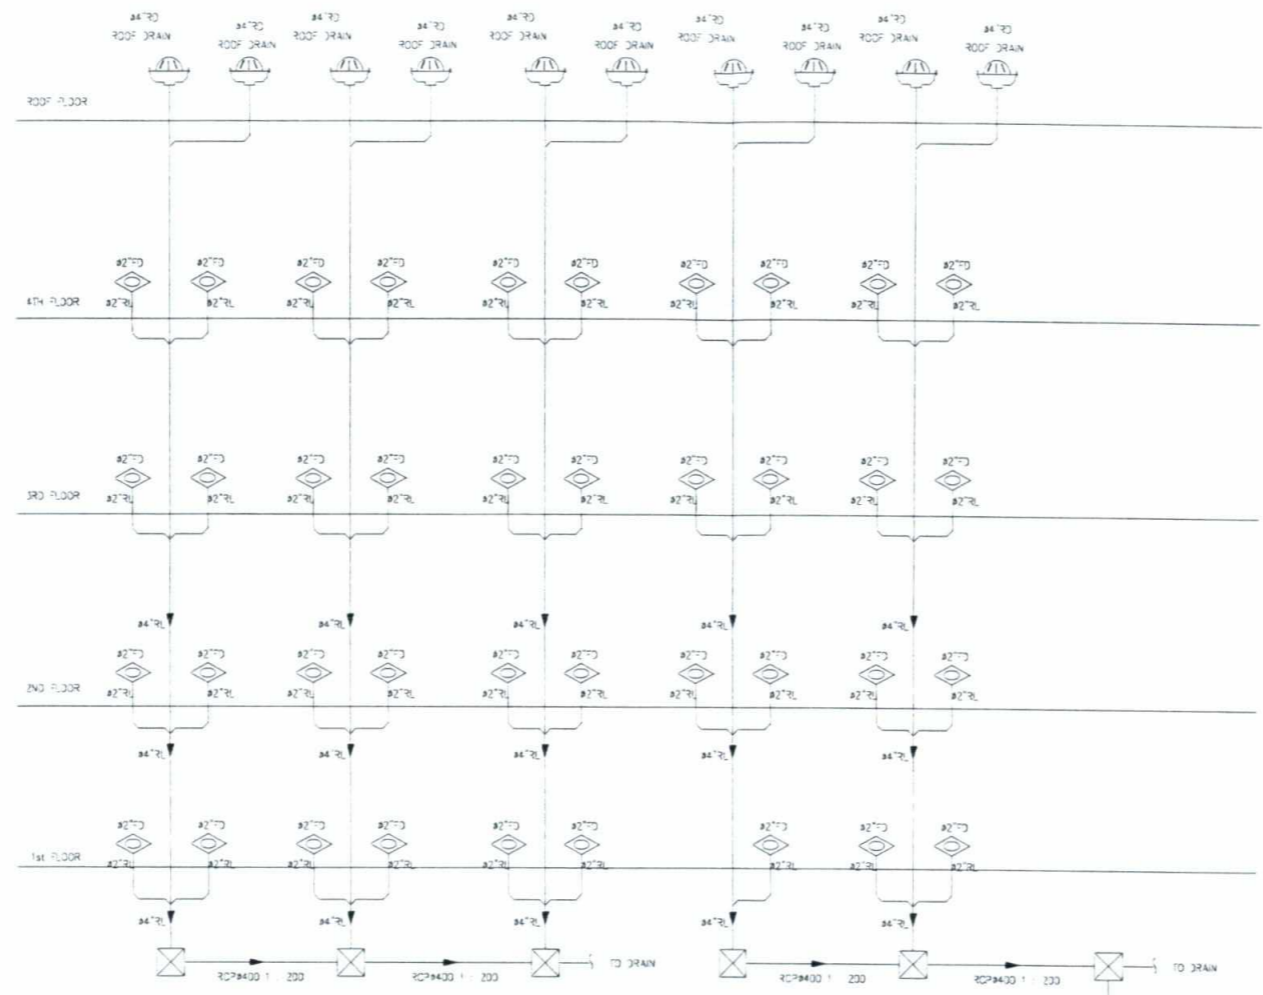 ø4"RD ø4"RD ø4"RD ø4"RD ø4"RD ø4"RD ø4"RD ø4"RD ø4"RD ø4"RD
ROOF DRAIN ROOF DRAIN ROOF DRAIN ROOF DRAIN ROOF DRAIN ROOF DRAIN ROOF DRAIN ROOF DRAIN ROOF DRAIN ROOF DRAIN
ROOF FLOOR
ø2"FD ø2"FD ø2"FD ø2"FD ø2"FD ø2"FD ø2"FD ø2"FD ø2"FD ø2"FD
4TH FLOOR
ø2"RL ø2"RL ø2"RL ø2"RL ø2"RL ø2"RL ø2"RL ø2"RL ø2"RL ø2"RL
ø2"FD ø2"FD ø2"FD ø2"FD ø2"FD ø2"FD ø2"FD ø2"FD ø2"FD ø2"FD
3RD FLOOR
ø2"RL ø2"RL ø2"RL ø2"RL ø2"RL ø2"RL ø2"RL ø2"RL ø2"RL ø2"RL
ø4"RL ø4"RL ø4"RL ø4"RL ø4"RL
ø2"FD ø2"FD ø2"FD ø2"FD ø2"FD ø2"FD ø2"FD ø2"FD ø2"FD ø2"FD
2ND FLOOR
ø2"RL ø2"RL ø2"RL ø2"RL ø2"RL ø2"RL ø2"RL ø2"RL ø2"RL ø2"RL
ø4"RL ø4"RL ø4"RL ø4"RL ø4"RL
ø2"FD ø2"FD ø2"FD ø2"FD ø2"FD ø2"FD ø2"FD ø2"FD ø2"FD
1st FLOOR
ø2"RL ø2"RL ø2"RL ø2"RL ø2"RL ø2"RL ø2"RL ø2"RL ø2"RL
ø4"RL ø4"RL ø4"RL ø4"RL ø4"RL
TO DRAIN TO DRAIN
RCPø400 1 : 200 RCPø400 1 : 200 RCPø400 1 : 200 RCPø400 1 : 200